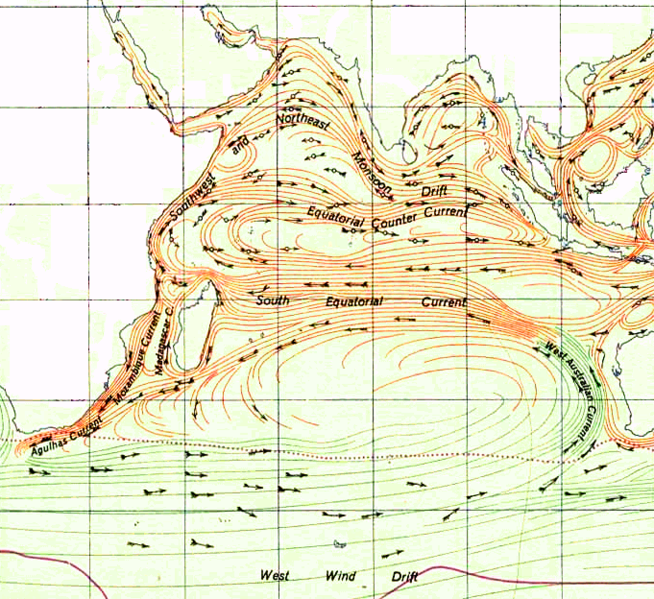 Southwest and Northeast Monsoon Drift
Equatorial Counter Current
South Equatorial Current
Mozambique Current
Madagascar C.
West Australian Current
Agulhas Current
West Wind Drift